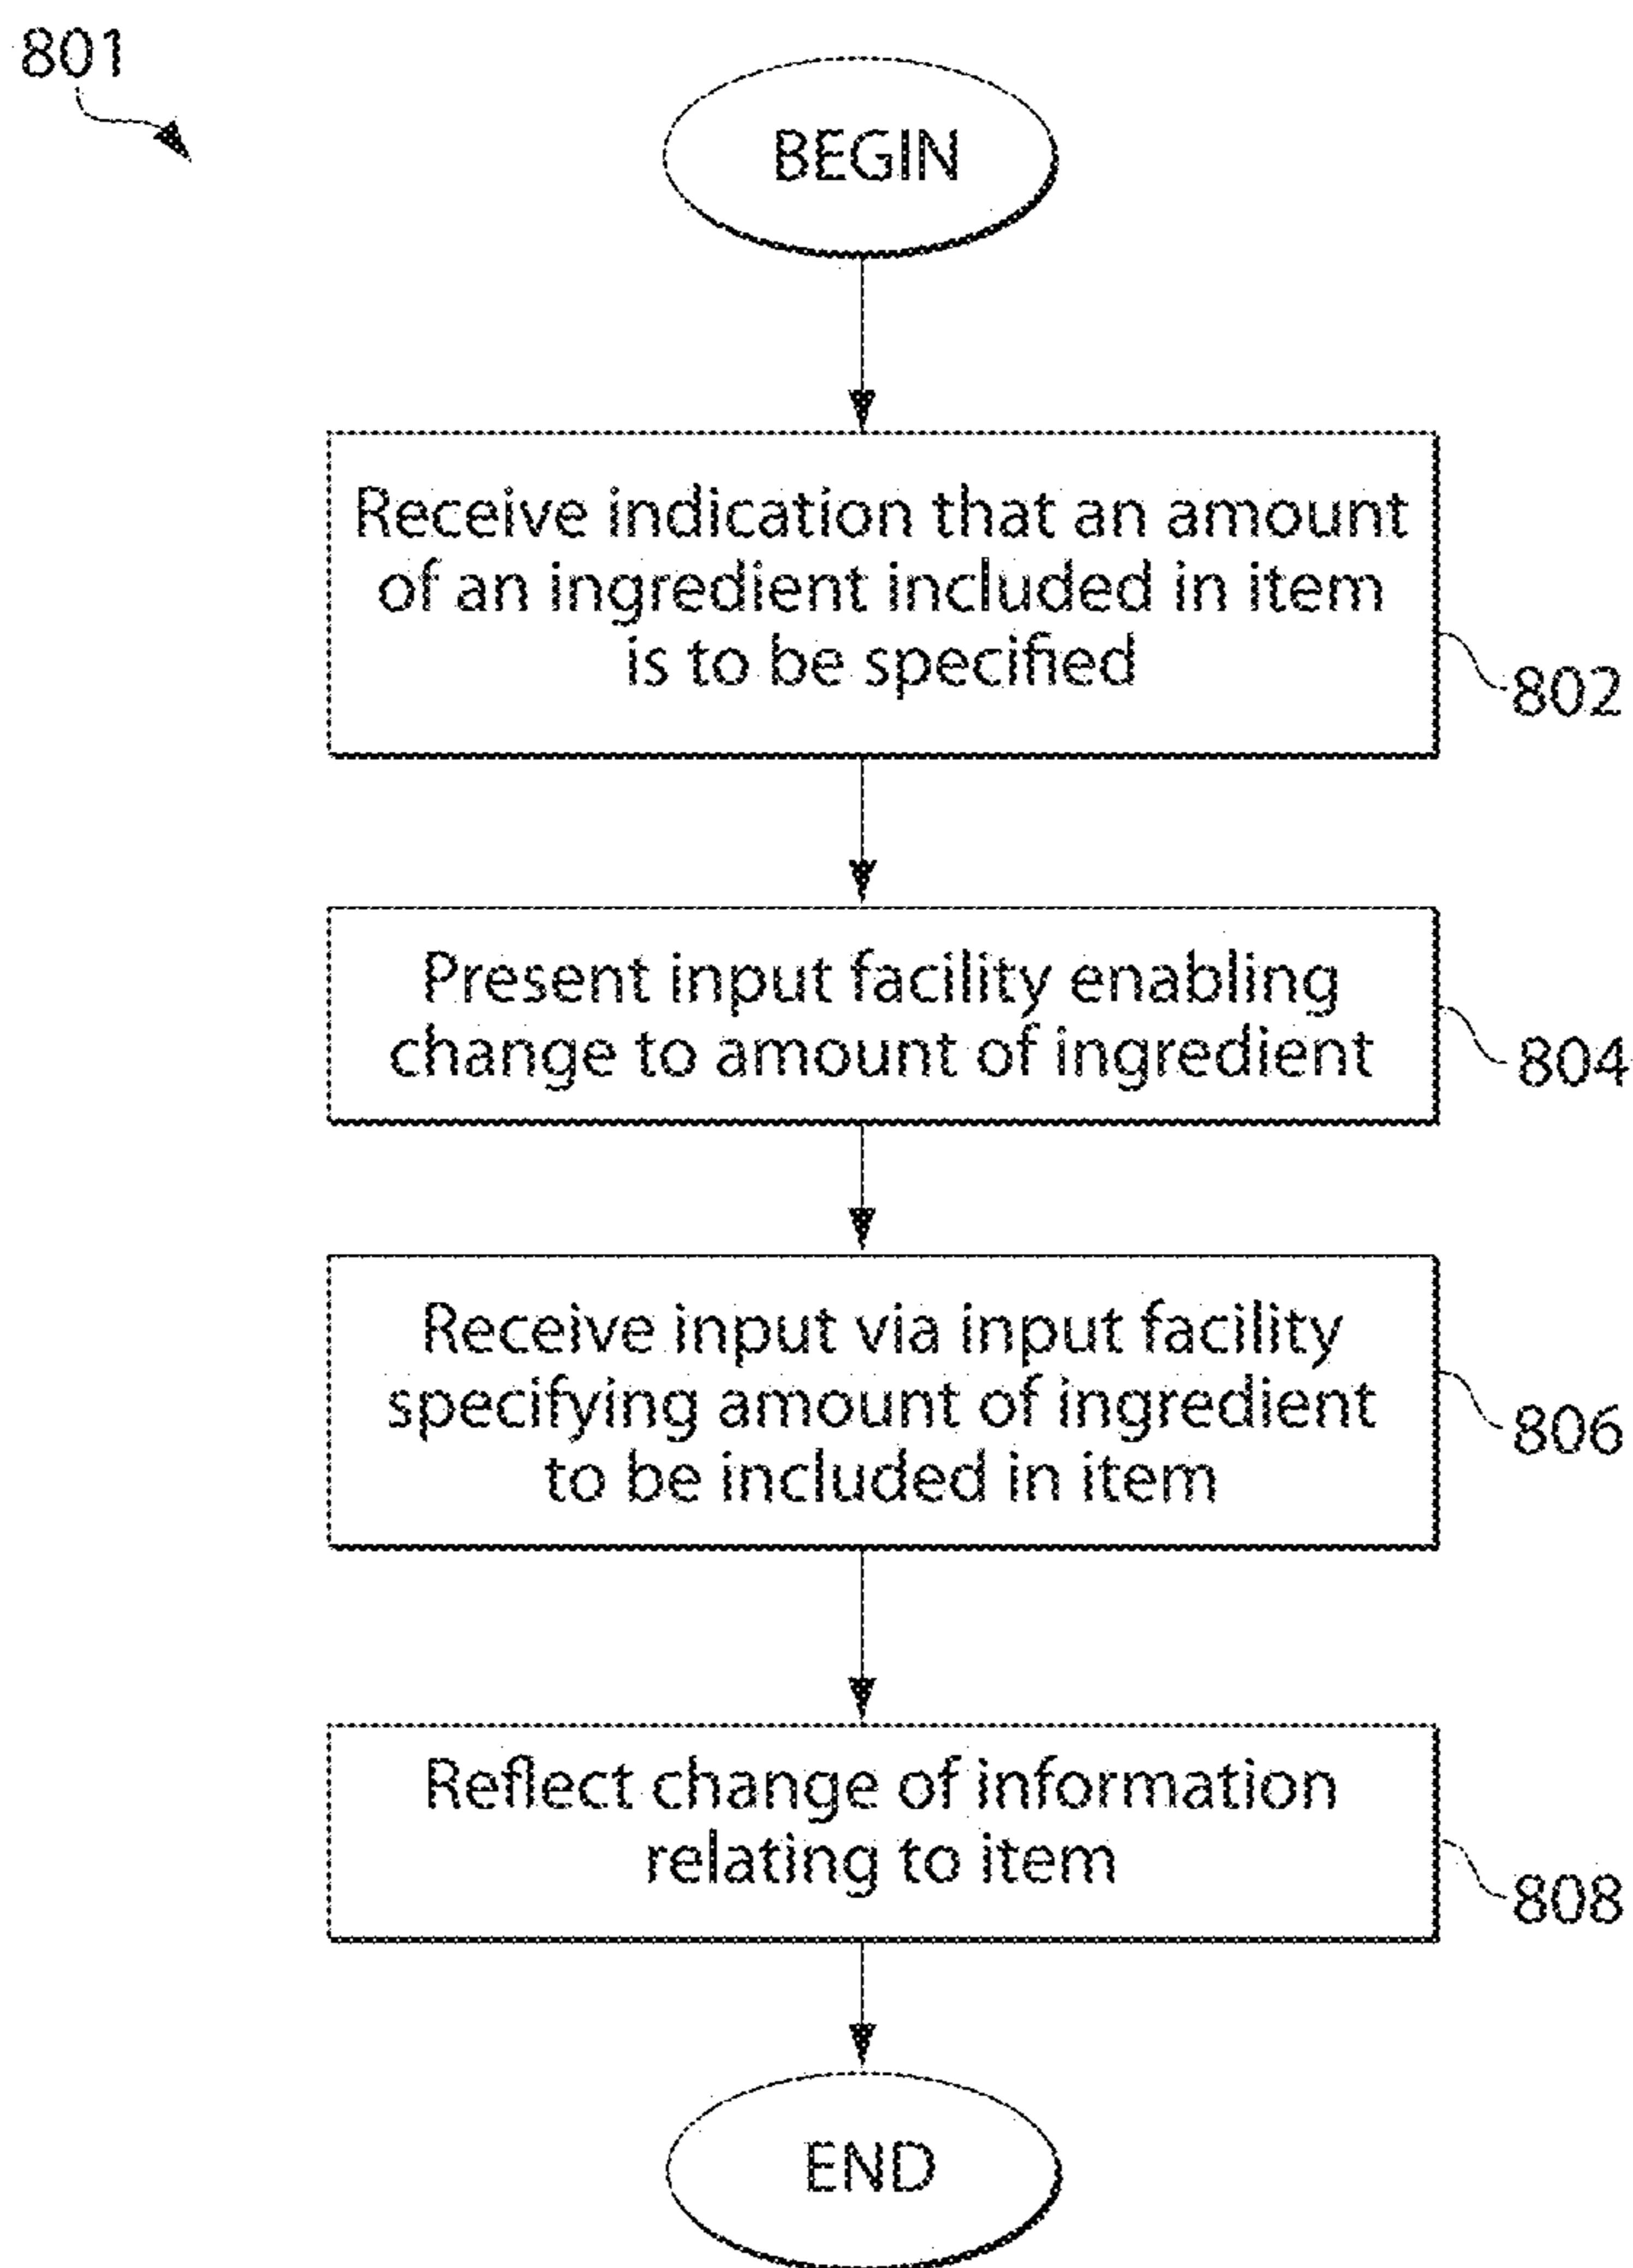 801
BEGIN
Receive indication that an amount
of an ingredient included in item
is to be specified
802
Present input facility enabling
change to amount of ingredient
804
Receive input via input facility
specifying amount of ingredient
to be included in item
806
Reflect change of information
relating to item
808
END